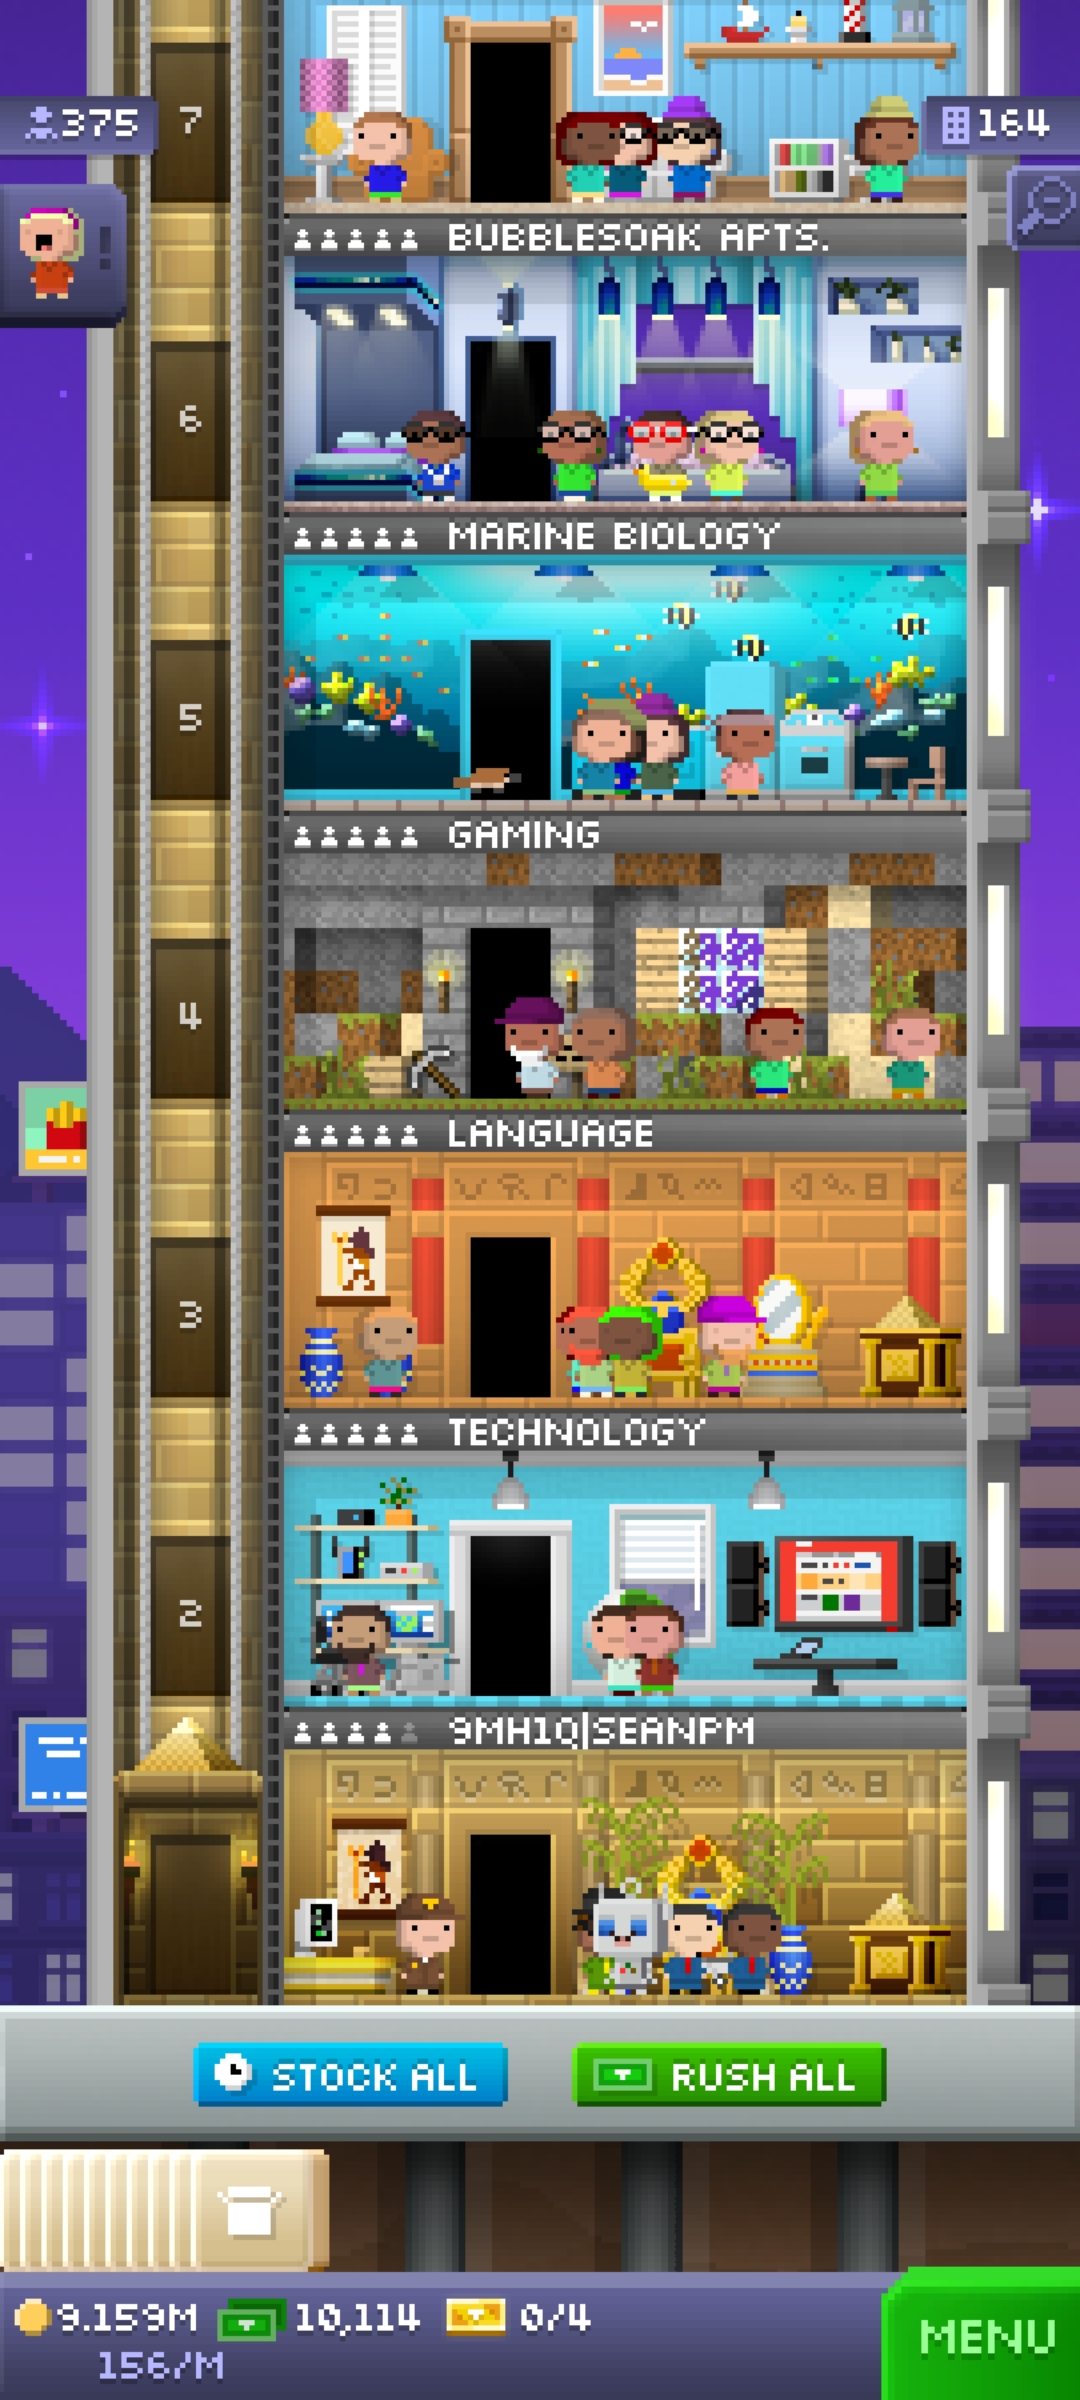 375
7
164
BUBBLESOAK APTS.
6
MARINE BIOLOGY
5
GAMING
4
LANGUAGE
3
TECHNOLOGY
2
9MH1Q|SEANPM
STOCK ALL
RUSH ALL
9.159M
10,114
0/4
156/M
MENU